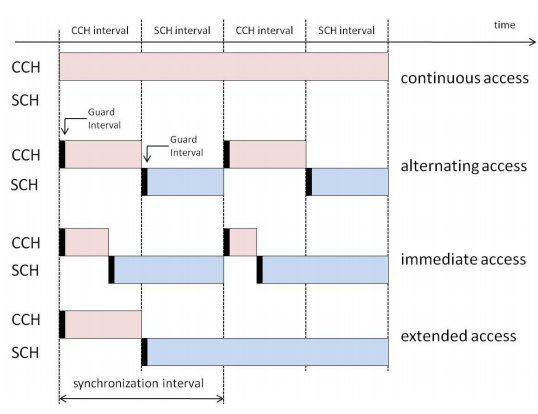 time
CCH interval SCH interval CCH interval SCH interval
CCH
continuous access
SCH
Guard
Interval
Guard
Interval
CCH
alternating access
SCH
CCH
immediate access
SCH
CCH
extended access
SCH
synchronization interval